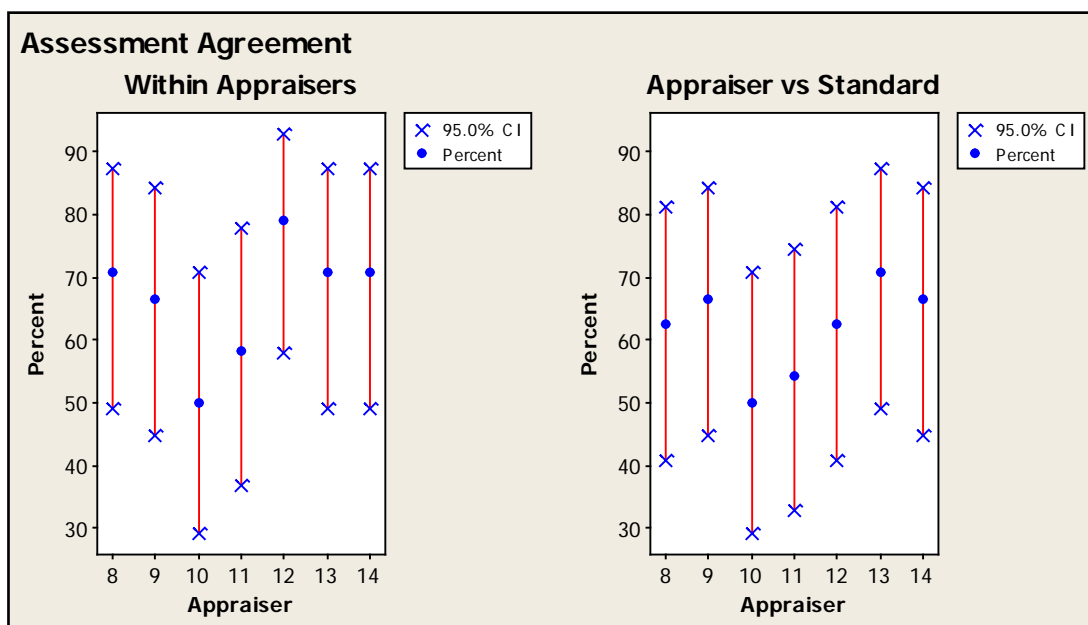 Assessment Agreement
Within Appraisers
Appraiser vs Standard
95.0% CI
Percent
95.0% CI
Percent
Percent
90
80
70
60
50
40
30
8 9 10 11 12 13 14
Appraiser
Percent
90
80
70
60
50
40
30
8 9 10 11 12 13 14
Appraiser